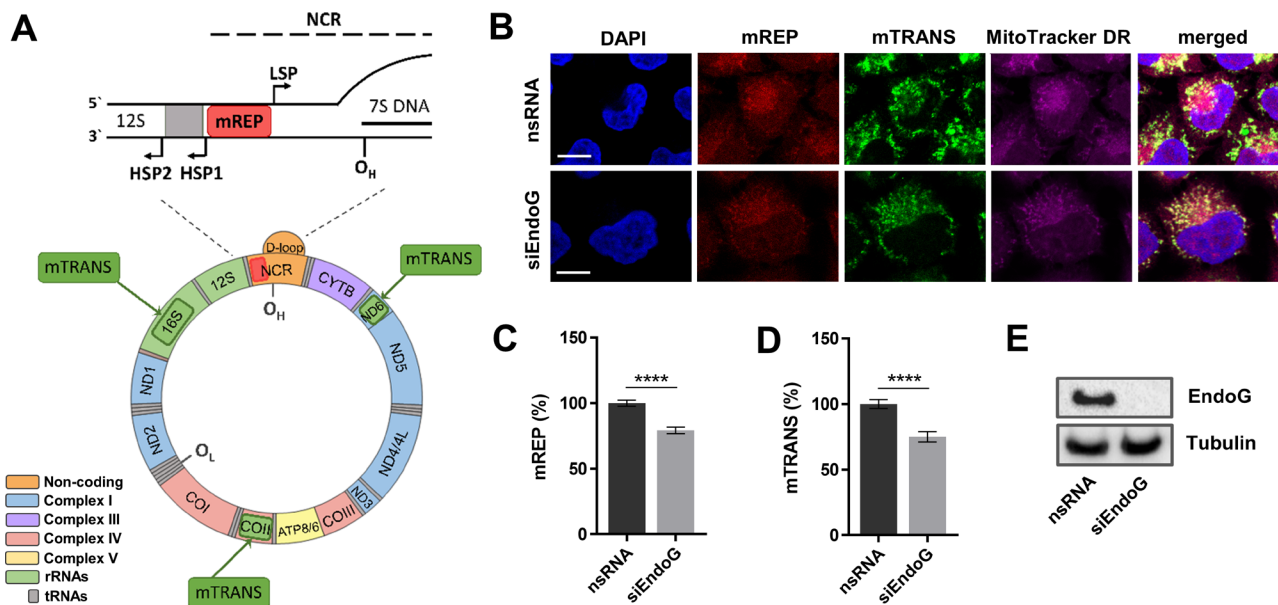 A
NCR
LSP
5`
7S DNA
12S
mREP
3`
HSP2
HSP1
OH
mTRANS
mTRANS
D-loop
12S
NCR
CYTB
OH
16S
ND6
ND1
ND5
ND2
OL
ND4/4L
COI
COII
ATP8/6
COIII
ND3
mTRANS
Non-coding
Complex I
Complex III
Complex IV
Complex V
rRNAs
tRNAs
B
DAPI
mREP
mTRANS
MitoTracker DR
merged
nsRNA
siEndoG
C
150
100
50
0
mREP (%)
****
nsRNA
siEndoG
D
150
100
50
0
mTRANS (%)
****
nsRNA
siEndoG
E
EndoG
Tubulin
nsRNA
siEndoG